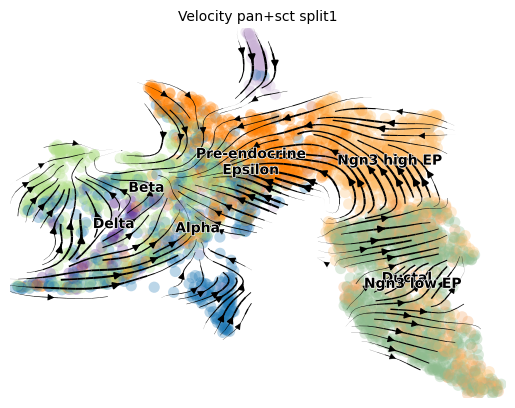 Velocity pan+sct split1
Pre-endocrine
Ngn3 high EP
Epsilon
Beta
Delta
Alpha
Ductal
Ngn3 low EP